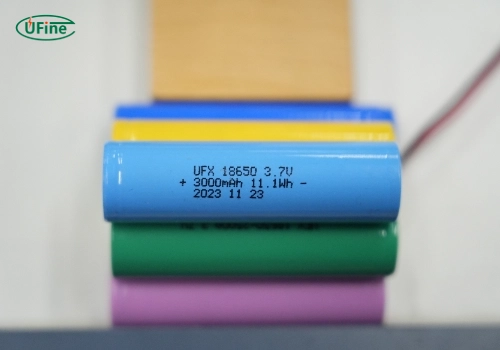 UFine
UFX 18650 3.7V
+ 3000mAh 11.1Wh -
2023 11 23